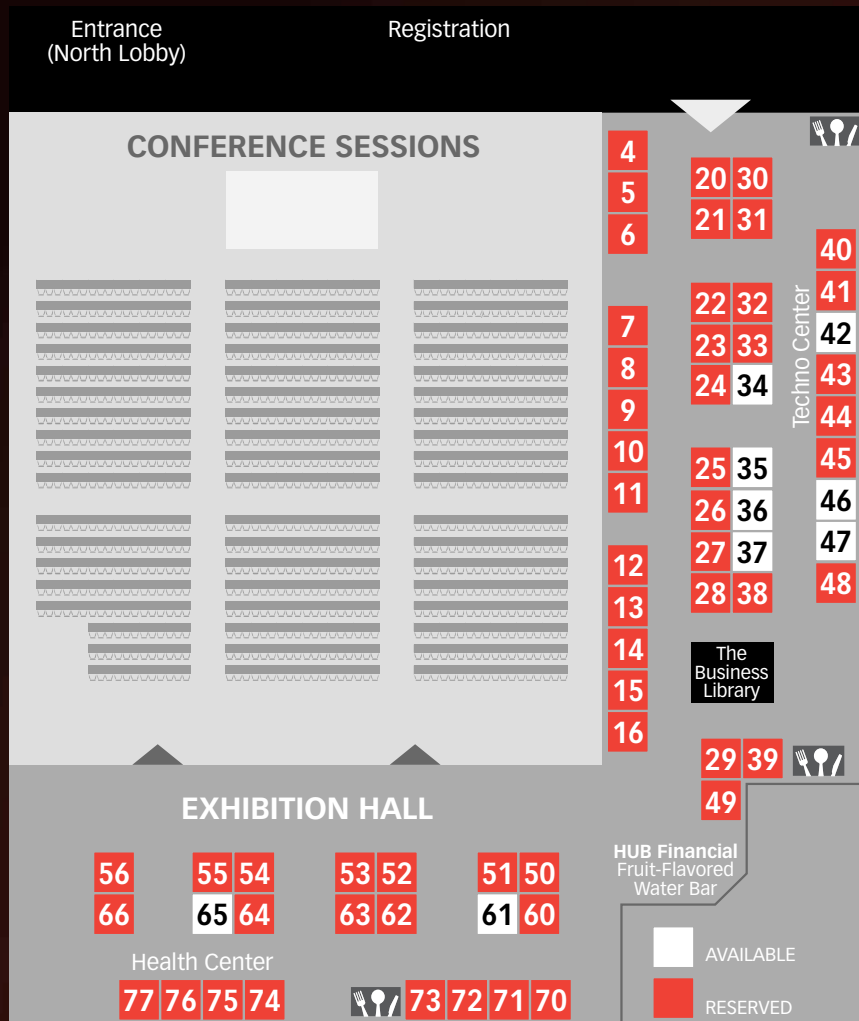 Entrance
(North Lobby)
Registration
CONFERENCE SESSIONS
4
5
6
7
8
9
10
11
12
13
14
15
16
20 30
21 31
22 32
23 33
24 34
25 35
26 36
27 37
28 38
The
Business
Library
29 39
49
Techno Center
40
41
42
43
44
45
46
47
48
EXHIBITION HALL
56 55 54 53 52 51 50
66 65 64 63 62 61 60
Health Center
77 76 75 74 73 72 71 70
HUB Financial
Fruit-Flavored
Water Bar
AVAILABLE
RESERVED